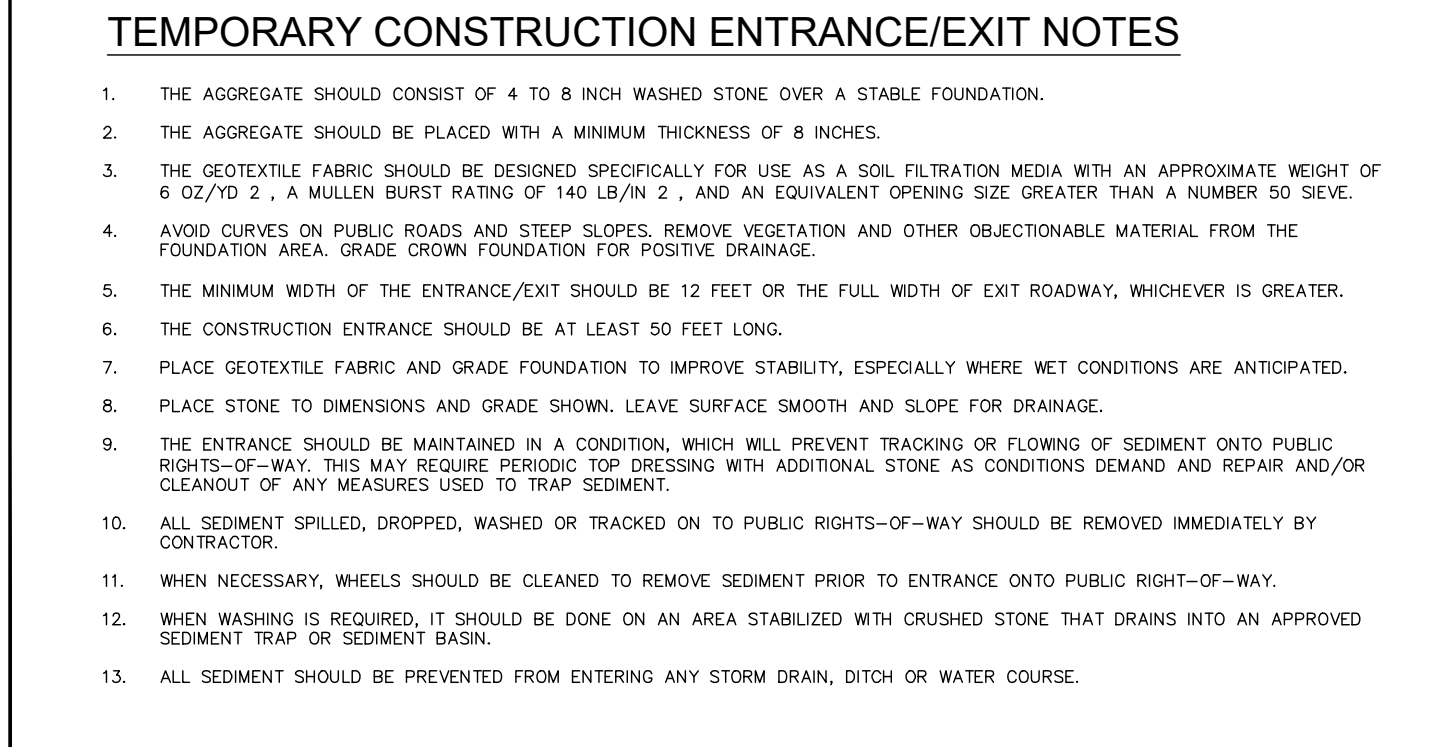 TEMPORARY CONSTRUCTION ENTRANCE/EXIT NOTES
1. THE AGGREGATE SHOULD CONSIST OF 4 TO 8 INCH WASHED STONE OVER A STABLE FOUNDATION.
2. THE AGGREGATE SHOULD BE PLACED WITH A MINIMUM THICKNESS OF 8 INCHES.
3. THE GEOTEXTILE FABRIC SHOULD BE DESIGNED SPECIFICALLY FOR USE AS A SOIL FILTRATION MEDIA WITH AN APPROXIMATE WEIGHT OF
6 OZ/YD 2 , A MULLEN BURST RATING OF 140 LB/IN 2 , AND AN EQUIVALENT OPENING SIZE GREATER THAN A NUMBER 50 SIEVE.
4. AVOID CURVES ON PUBLIC ROADS AND STEEP SLOPES. REMOVE VEGETATION AND OTHER OBJECTIONABLE MATERIAL FROM THE
FOUNDATION AREA. GRADE CROWN FOUNDATION FOR POSITIVE DRAINAGE.
5. THE MINIMUM WIDTH OF THE ENTRANCE/EXIT SHOULD BE 12 FEET OR THE FULL WIDTH OF EXIT ROADWAY, WHICHEVER IS GREATER.
6. THE CONSTRUCTION ENTRANCE SHOULD BE AT LEAST 50 FEET LONG.
7. PLACE GEOTEXTILE FABRIC AND GRADE FOUNDATION TO IMPROVE STABILITY, ESPECIALLY WHERE WET CONDITIONS ARE ANTICIPATED.
8. PLACE STONE TO DIMENSIONS AND GRADE SHOWN. LEAVE SURFACE SMOOTH AND SLOPE FOR DRAINAGE.
9. THE ENTRANCE SHOULD BE MAINTAINED IN A CONDITION, WHICH WILL PREVENT TRACKING OR FLOWING OF SEDIMENT ONTO PUBLIC
RIGHTS-OF-WAY. THIS MAY REQUIRE PERIODIC TOP DRESSING WITH ADDITIONAL STONE AS CONDITIONS DEMAND AND REPAIR AND/OR
CLEANOUT OF ANY MEASURES USED TO TRAP SEDIMENT.
10. ALL SEDIMENT SPILLED, DROPPED, WASHED OR TRACKED ON TO PUBLIC RIGHTS-OF-WAY SHOULD BE REMOVED IMMEDIATELY BY
CONTRACTOR.
11. WHEN NECESSARY, WHEELS SHOULD BE CLEANED TO REMOVE SEDIMENT PRIOR TO ENTRANCE ONTO PUBLIC RIGHT-OF-WAY.
12. WHEN WASHING IS REQUIRED, IT SHOULD BE DONE ON AN AREA STABILIZED WITH CRUSHED STONE THAT DRAINS INTO AN APPROVED
SEDIMENT TRAP OR SEDIMENT BASIN.
13. ALL SEDIMENT SHOULD BE PREVENTED FROM ENTERING ANY STORM DRAIN, DITCH OR WATER COURSE.